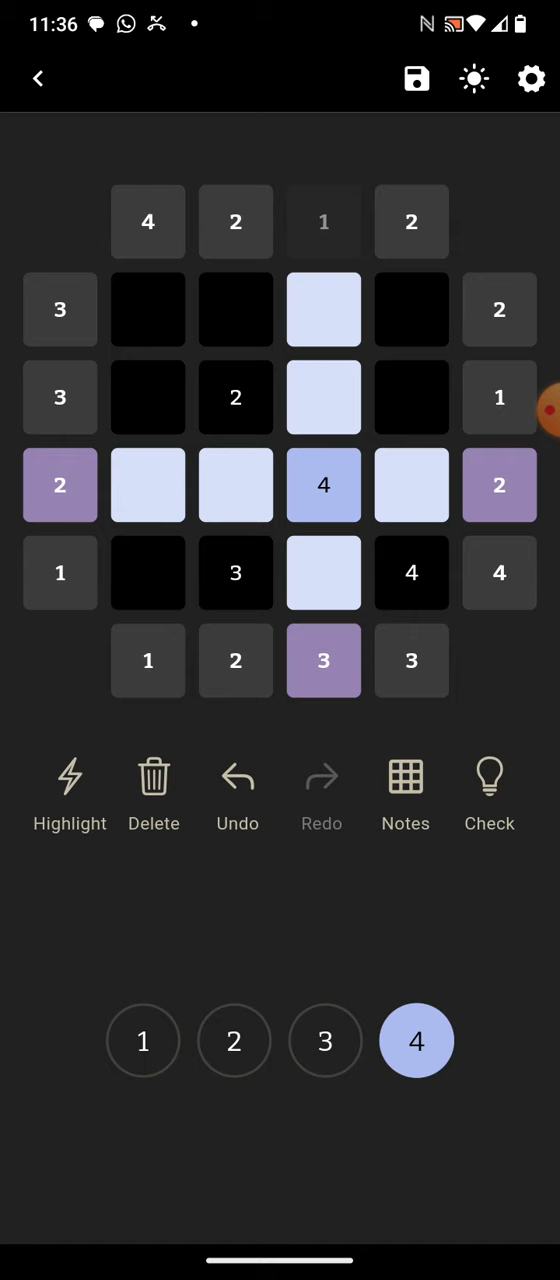 11:36
4 2 1 2
3 2
3 2 1
2 4 2
1 3 4 4
1 2 3 3
Highlight Delete Undo Redo Notes Check
1 2 3 4